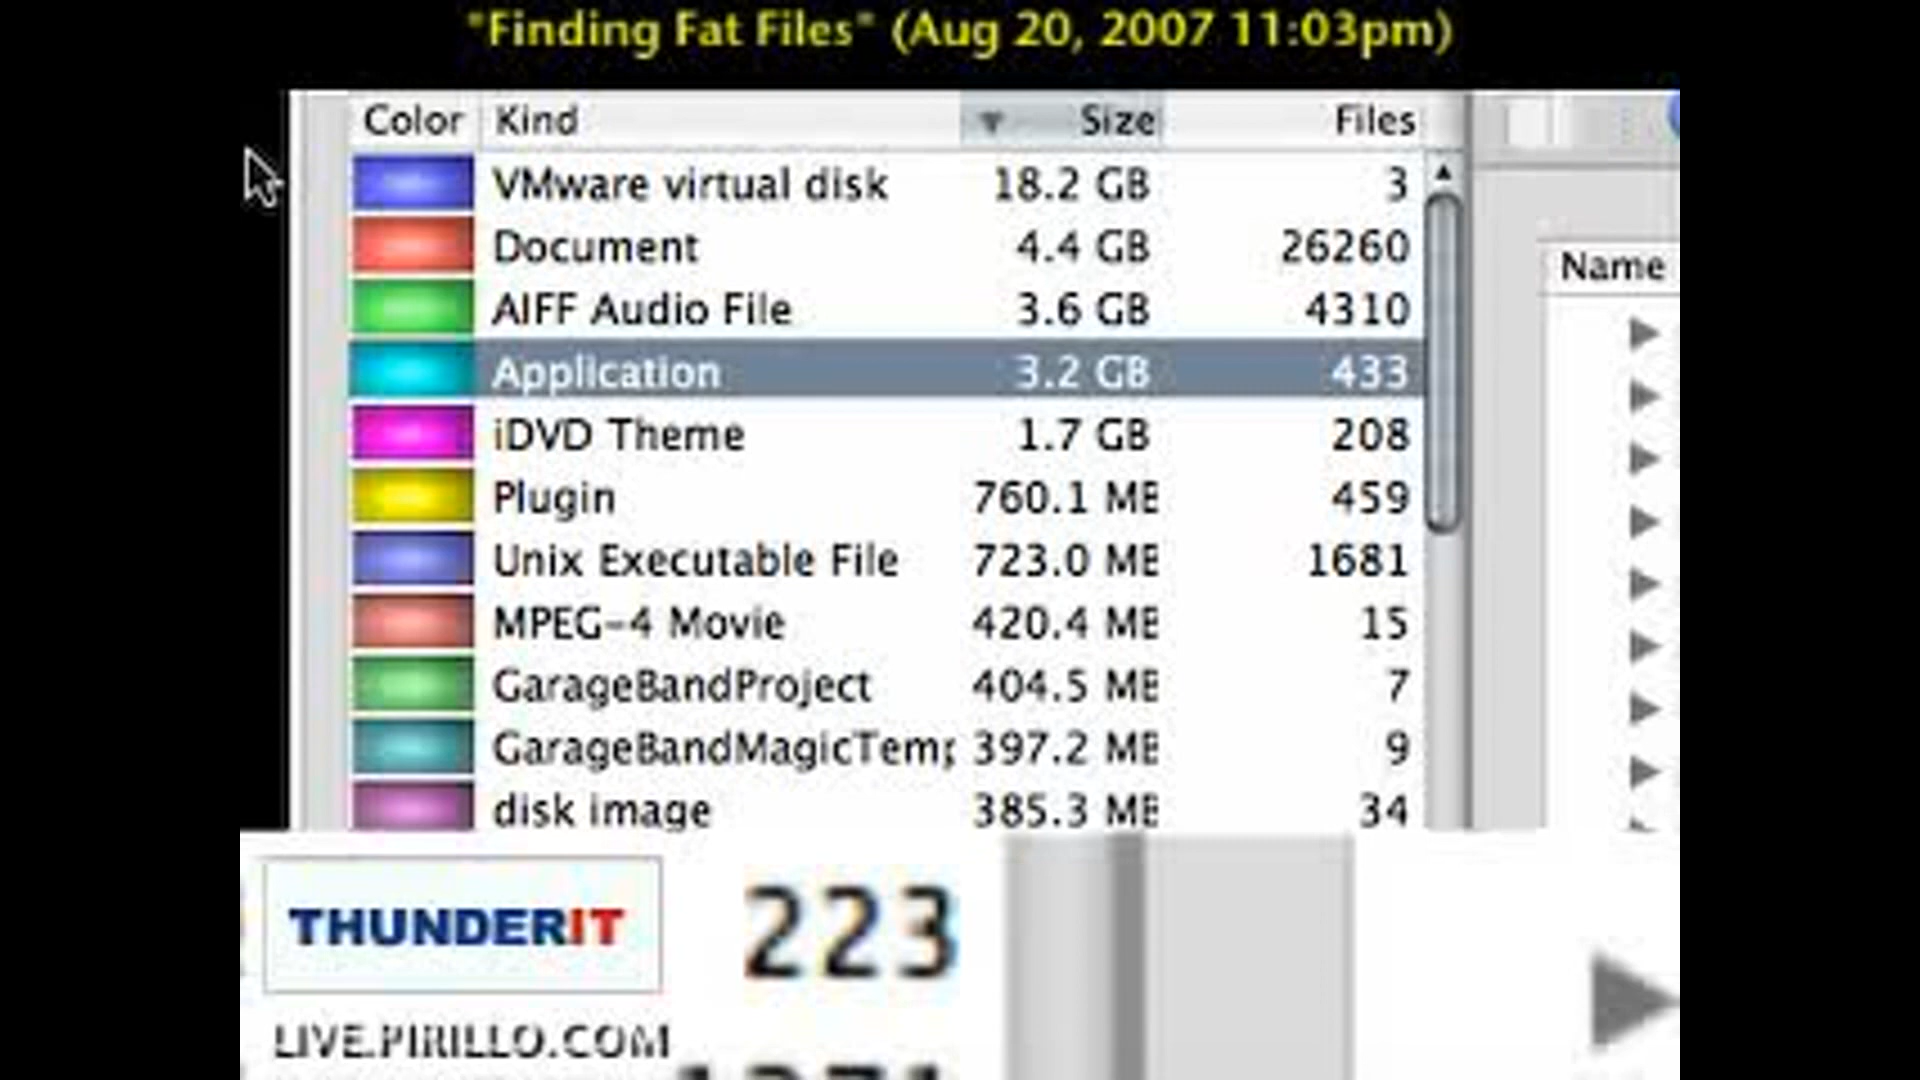 "Finding Fat Files" (Aug 20, 2007 11:03pm)
Color Kind Size Files
VMware virtual disk 18.2 GB 3
Document 4.4 GB 26260
AIFF Audio File 3.6 GB 4310
Application 3.2 GB 433
iDVD Theme 1.7 GB 208
Plugin 760.1 MB 459
Unix Executable File 723.0 MB 1681
MPEG-4 Movie 420.4 MB 15
GarageBandProject 404.5 MB 7
GarageBandMagicTemp 397.2 MB 9
disk image 385.3 MB 34
Name
THUNDERIT
223
LIVE.PIRILLO.COM